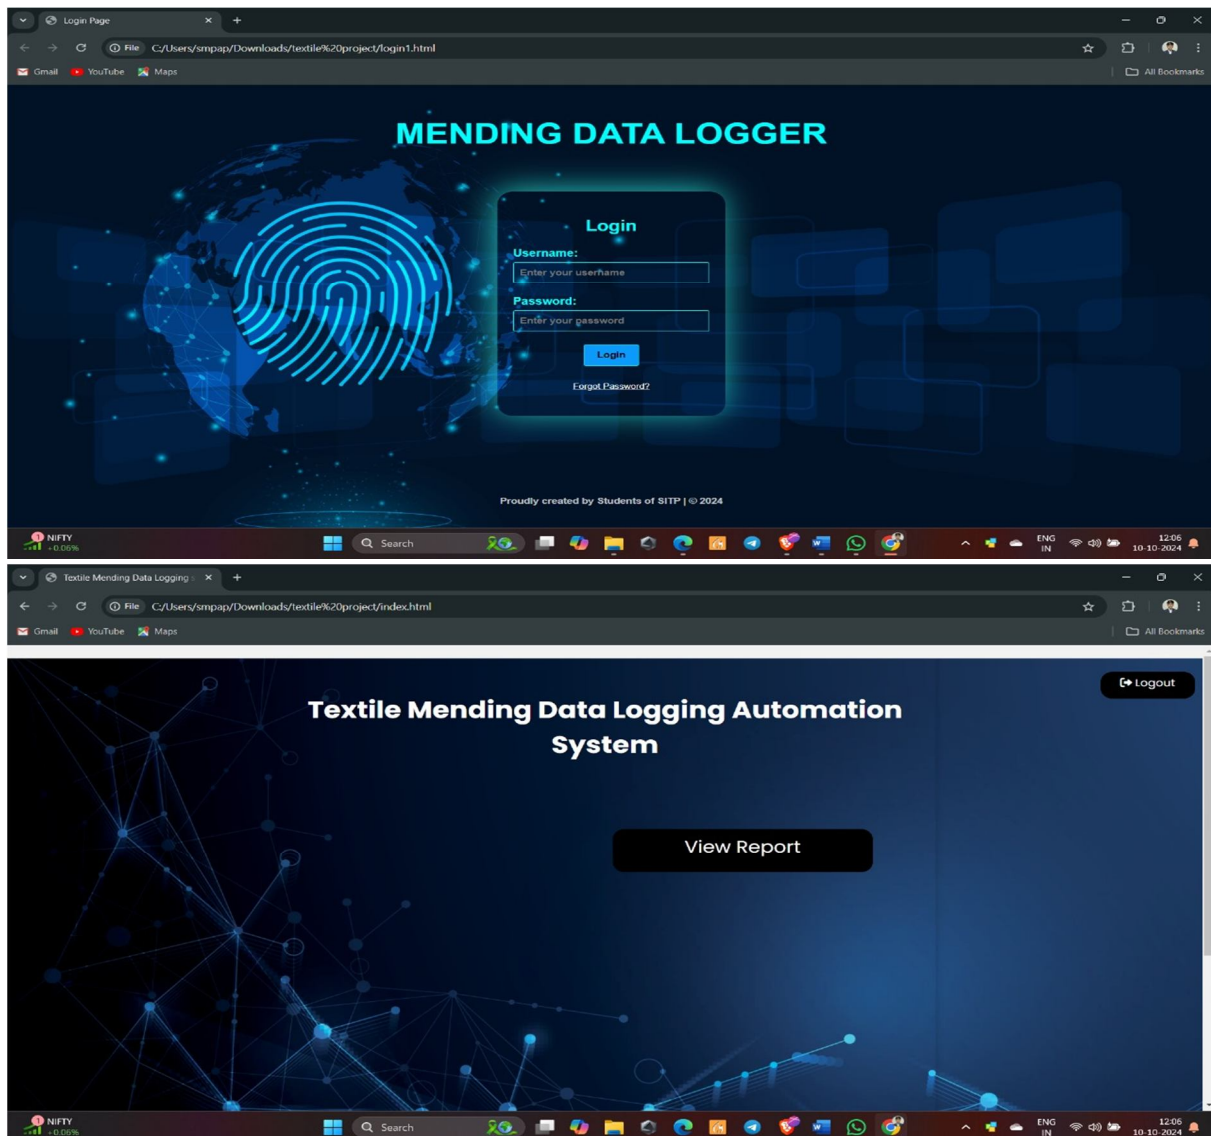 Login Page
File C:/Users/smpap/Downloads/textile%20project/login1.html
Gmail YouTube Maps All Bookmarks
MENDING DATA LOGGER
Login
Username:
Enter your username
Password:
Enter your password
Login
Forgot Password?
Proudly created by Students of SITP | © 2024
1 NIFTY
+0.06%
Search
ENG
IN
12:06
10-10-2024
Textile Mending Data Logging
File C:/Users/smpap/Downloads/textile%20project/index.html
Gmail YouTube Maps All Bookmarks
Logout
Textile Mending Data Logging Automation
System
View Report
1 NIFTY
+0.06%
Search
ENG
IN
12:06
10-10-2024